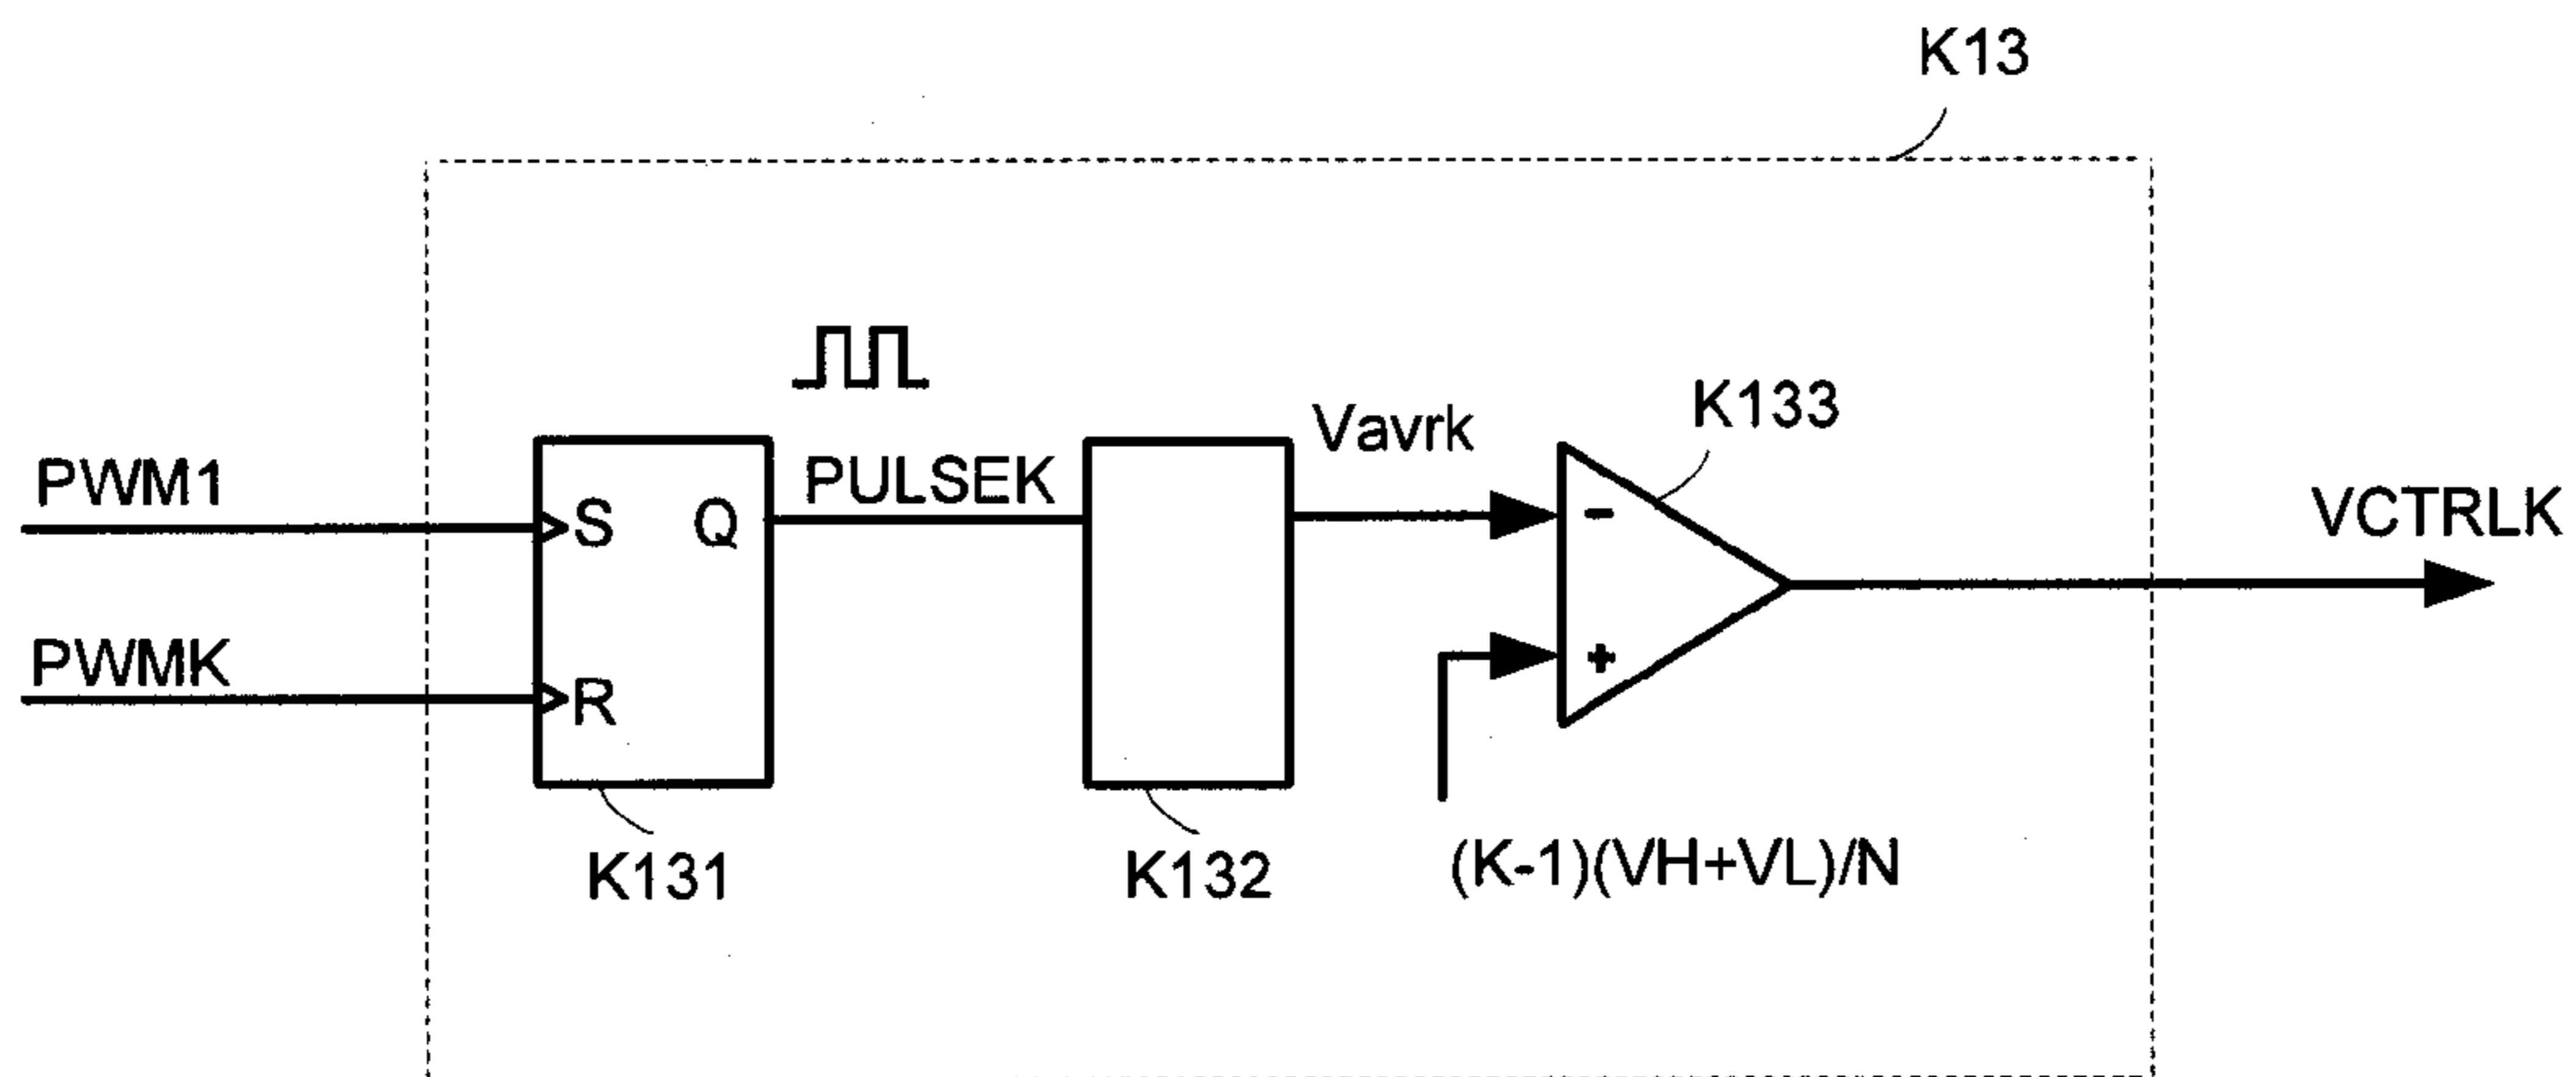 K13
K133
Vavrk
PWM1
S
Q
PULSEK
-
VCTRLK
PWMK
R
+
K131
K132
(K-1)(VH+VL)/N